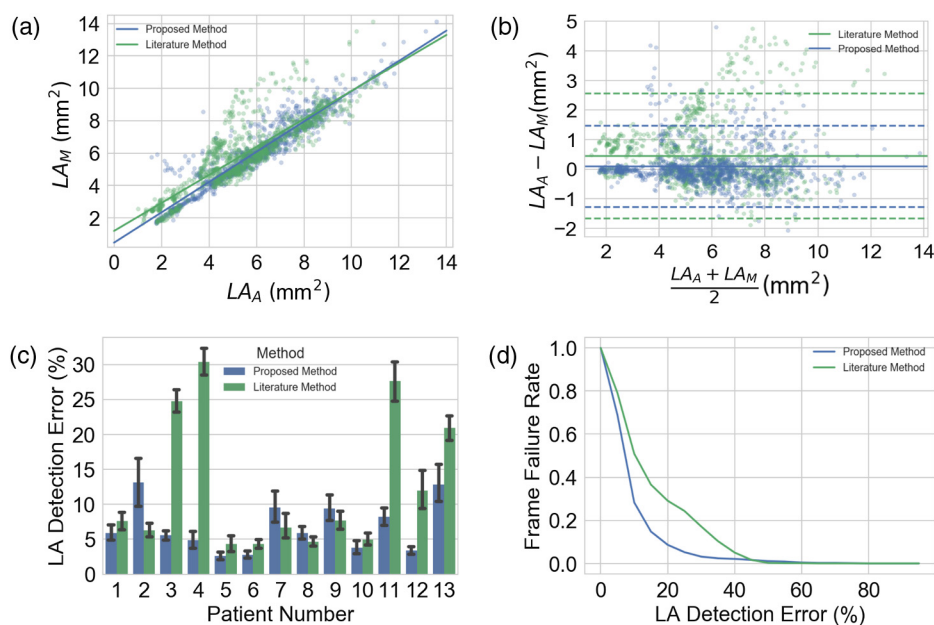 (a)
14
12
10
8
6
4
2
LA_M (mm²)
Proposed Method
Literature Method
0 2 4 6 8 10 12 14
LA_A (mm²)
(b)
5
4
3
2
1
0
−1
−2
LA_A − LA_M(mm²)
Literature Method
Proposed Method
2 4 6 8 10 12 14
LA_A + LA_M
2
(mm²)
(c)
30
25
20
15
10
5
0
LA Detection Error (%)
Method
Proposed Method
Literature Method
1 2 3 4 5 6 7 8 9 10 11 12 13
Patient Number
(d)
1.0
0.8
0.6
0.4
0.2
0.0
Frame Failure Rate
Proposed Method
Literature Method
0 20 40 60 80
LA Detection Error (%)